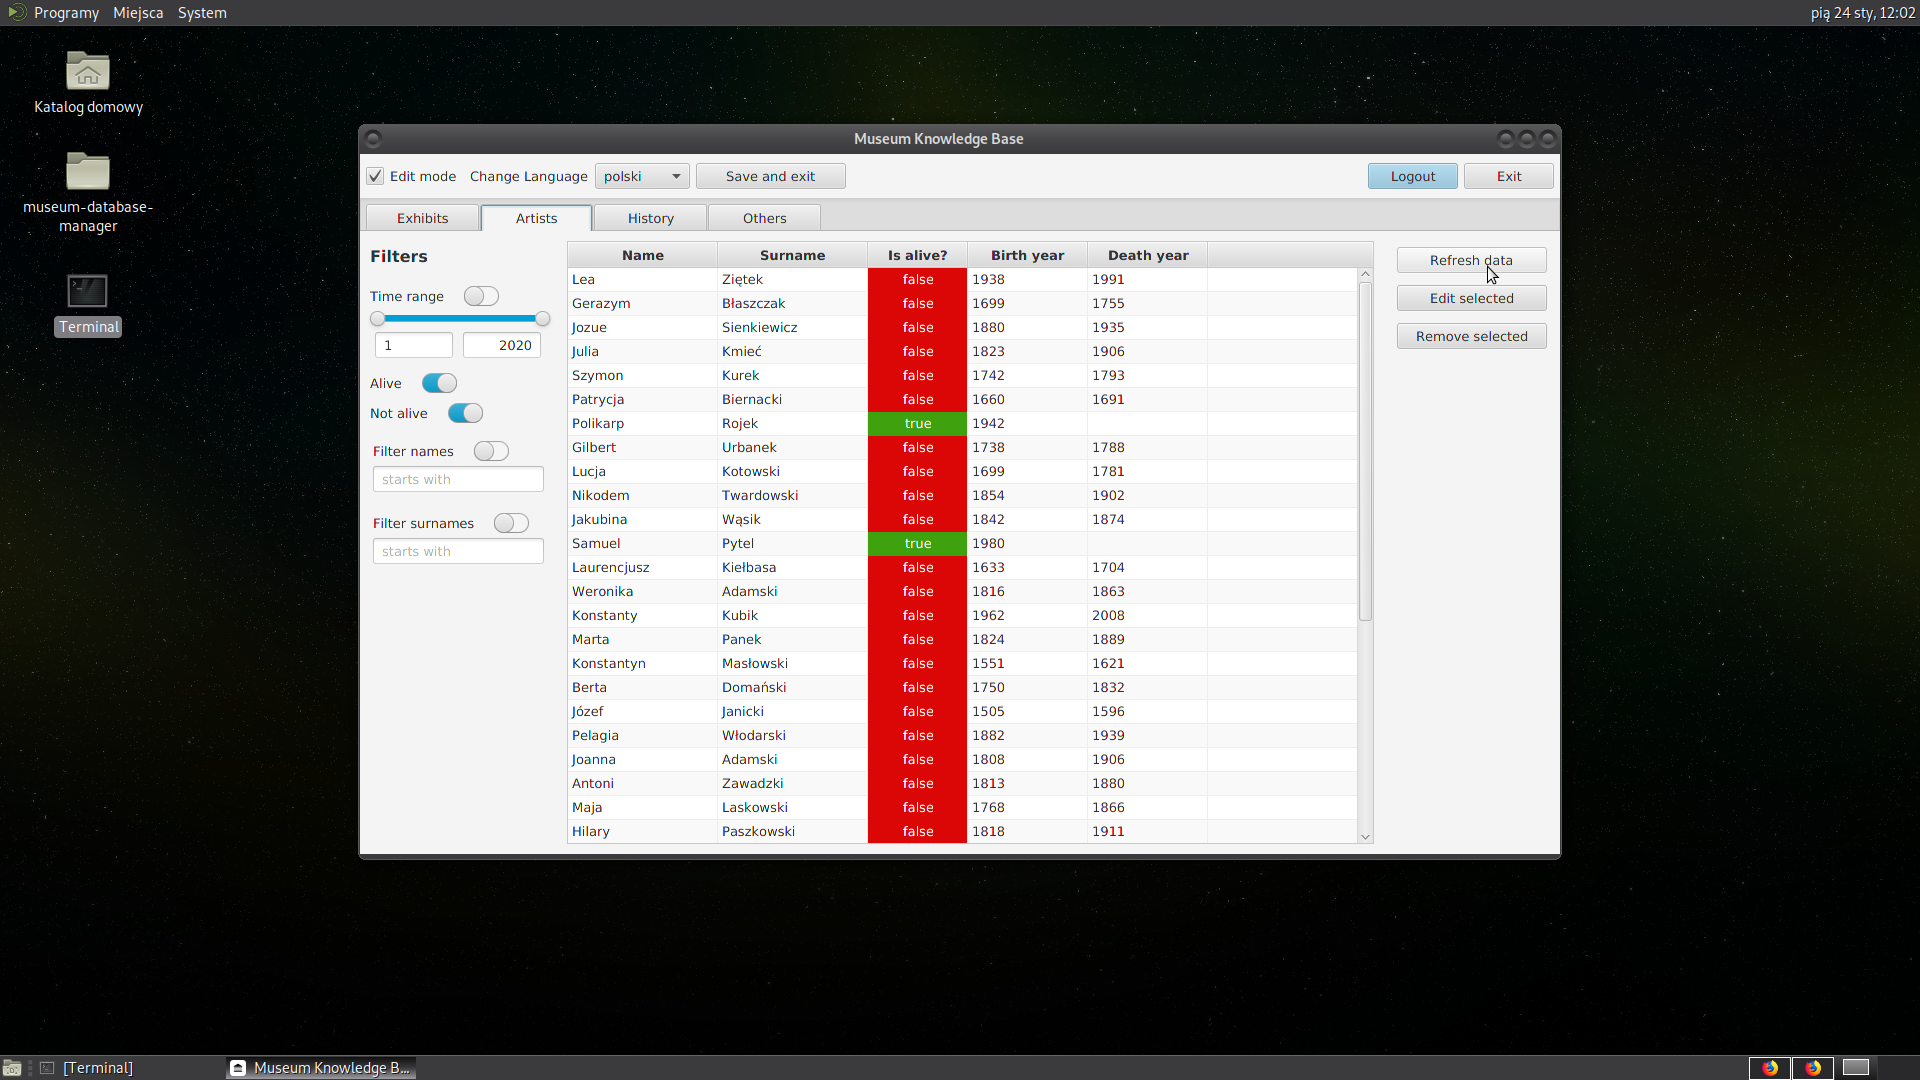 Programy Miejsca System pią 24 sty, 12:02
Katalog domowy
museum-database-
manager
Terminal
Museum Knowledge Base
Edit mode Change Language polski Save and exit Logout Exit
Exhibits Artists History Others
Filters
Time range
1 2020
Alive
Not alive
Filter names
starts with
Filter surnames
starts with
Name Surname Is alive? Birth year Death year
Lea Ziętek false 1938 1991
Gerazym Błaszczak false 1699 1755
Jozue Sienkiewicz false 1880 1935
Julia Kmieć false 1823 1906
Szymon Kurek false 1742 1793
Patrycja Biernacki false 1660 1691
Polikarp Rojek true 1942
Gilbert Urbanek false 1738 1788
Lucja Kotowski false 1699 1781
Nikodem Twardowski false 1854 1902
Jakubina Wąsik false 1842 1874
Samuel Pytel true 1980
Laurencjusz Kiełbasa false 1633 1704
Weronika Adamski false 1816 1863
Konstanty Kubik false 1962 2008
Marta Panek false 1824 1889
Konstantyn Masłowski false 1551 1621
Berta Domański false 1750 1832
Józef Janicki false 1505 1596
Pelagia Włodarski false 1882 1939
Joanna Adamski false 1808 1906
Antoni Zawadzki false 1813 1880
Maja Laskowski false 1768 1866
Hilary Paszkowski false 1818 1911
Refresh data
Edit selected
Remove selected
[Terminal] Museum Knowledge B...